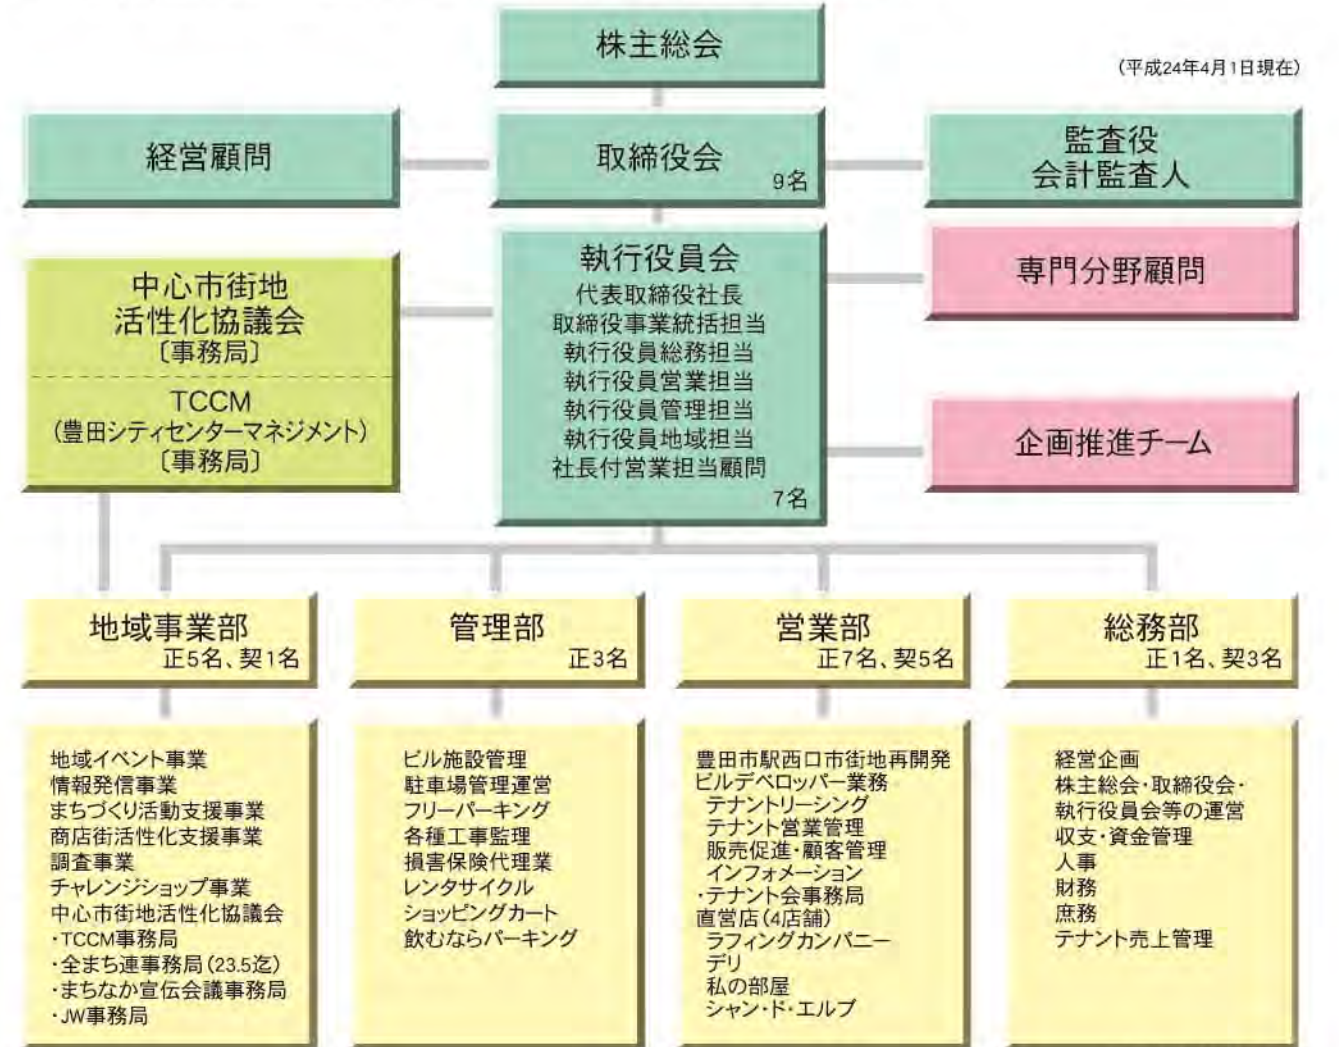 株主総会
(平成24年4月1日現在)
経営顧問
取締役会
9名
監査役
会計監査人
中心市街地
活性化協議会
〔事務局〕
TCCM
(豊田シティセンターマネジメント)
〔事務局〕
執行役員会
代表取締役社長
取締役事業統括担当
執行役員総務担当
執行役員営業担当
執行役員管理担当
執行役員地域担当
社長付営業担当顧問
7名
専門分野顧問
企画推進チーム
地域事業部
正5名、契1名
管理部
正3名
営業部
正7名、契5名
総務部
正1名、契3名
地域イベント事業
情報発信事業
まちづくり活動支援事業
商店街活性化支援事業
調査事業
チャレンジショップ事業
中心市街地活性化協議会
・TCCM事務局
・全まち連事務局(23.5迄)
・まちなか宣伝会議事務局
・JW事務局
ビル施設管理
駐車場管理運営
フリーパーキング
各種工事監理
損害保険代理業
レンタサイクル
ショッピングカート
飲むならパーキング
豊田市駅西口市街地再開発
ビルデベロッパー業務
テナントリーシング
テナント営業管理
販売促進・顧客管理
インフォメーション
・テナント会事務局
直営店(4店舗)
ラフィングカンパニー
デリ
私の部屋
シャン・ド・エルブ
経営企画
株主総会・取締役会・
執行役員会等の運営
収支・資金管理
人事
財務
庶務
テナント売上管理